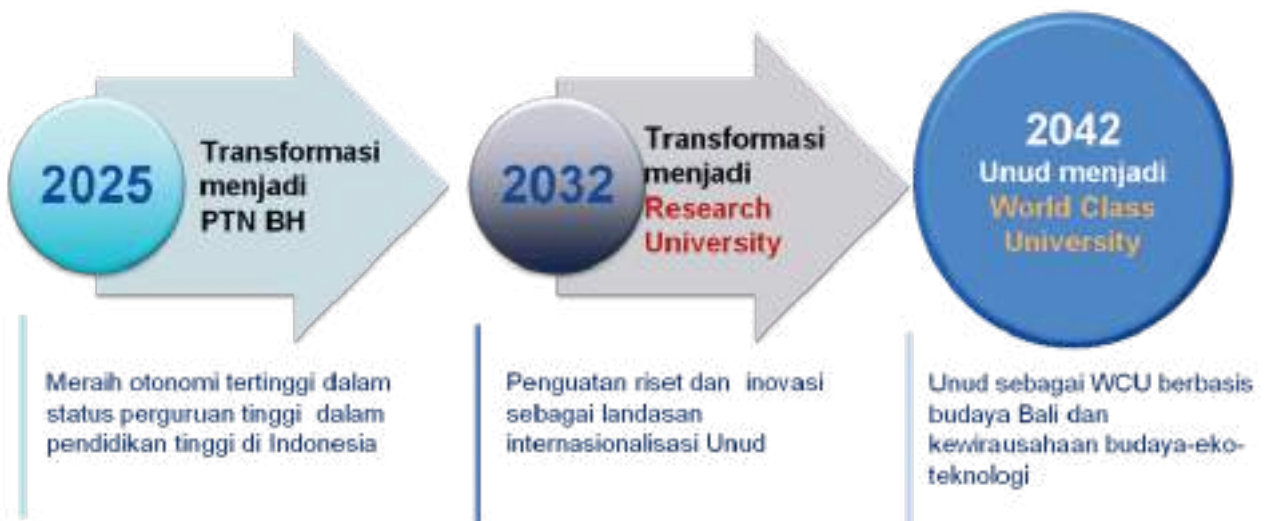 2025
Transformasi
menjadi
PTN BH
Meraih otonomi tertinggi dalam
status perguruan tinggi dalam
pendidikan tinggi di Indonesia
2032
Transformasi
menjadi
Research
University
Penguatan riset dan inovasi
sebagai landasan
internasionalisasi Unud
2042
Unud menjadi
World Class
University
Unud sebagai WCU berbasis
budaya Bali dan
kewirausahaan budaya-eko-
teknologi